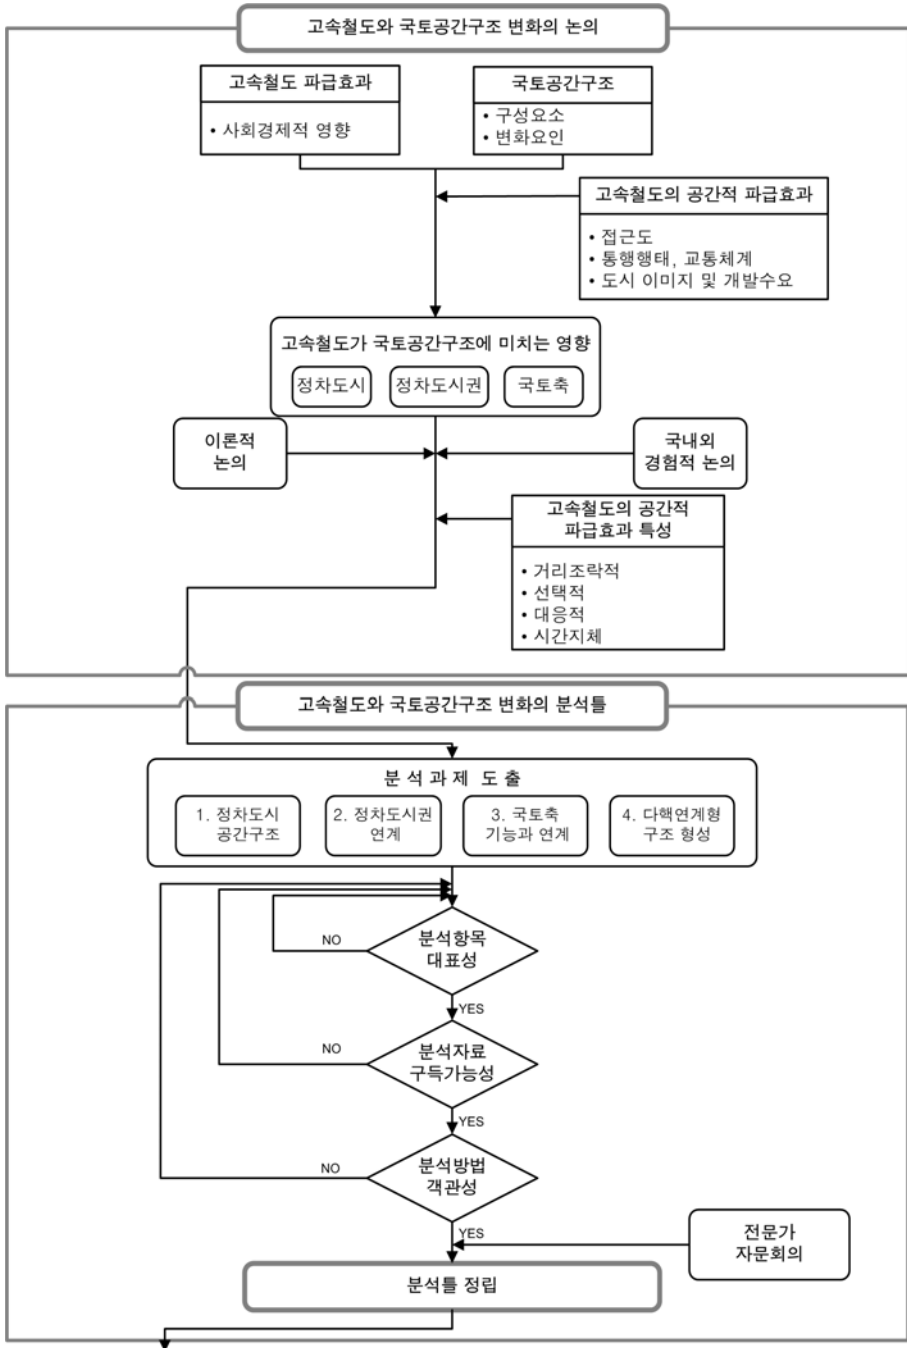 고속철도와 국토공간구조 변화의 논의
고속철도 파급효과
• 사회경제적 영향
국토공간구조
• 구성요소
• 변화요인
고속철도의 공간적 파급효과
• 접근도
• 통행행태, 교통체계
• 도시 이미지 및 개발수요
고속철도가 국토공간구조에 미치는 영향
정차도시
정차도시권
국토축
이론적
논의
국내외
경험적 논의
고속철도의 공간적
파급효과 특성
• 거리조락적
• 선택적
• 대응적
• 시간지체
고속철도와 국토공간구조 변화의 분석틀
분 석 과 제 도 출
1. 정차도시
공간구조
2. 정차도시권
연계
3. 국토축
기능과 연계
4. 다핵연계형
구조 형성
NO
분석항목
대표성
YES
NO
분석자료
구득가능성
YES
NO
분석방법
객관성
YES
전문가
자문회의
분석틀 정립